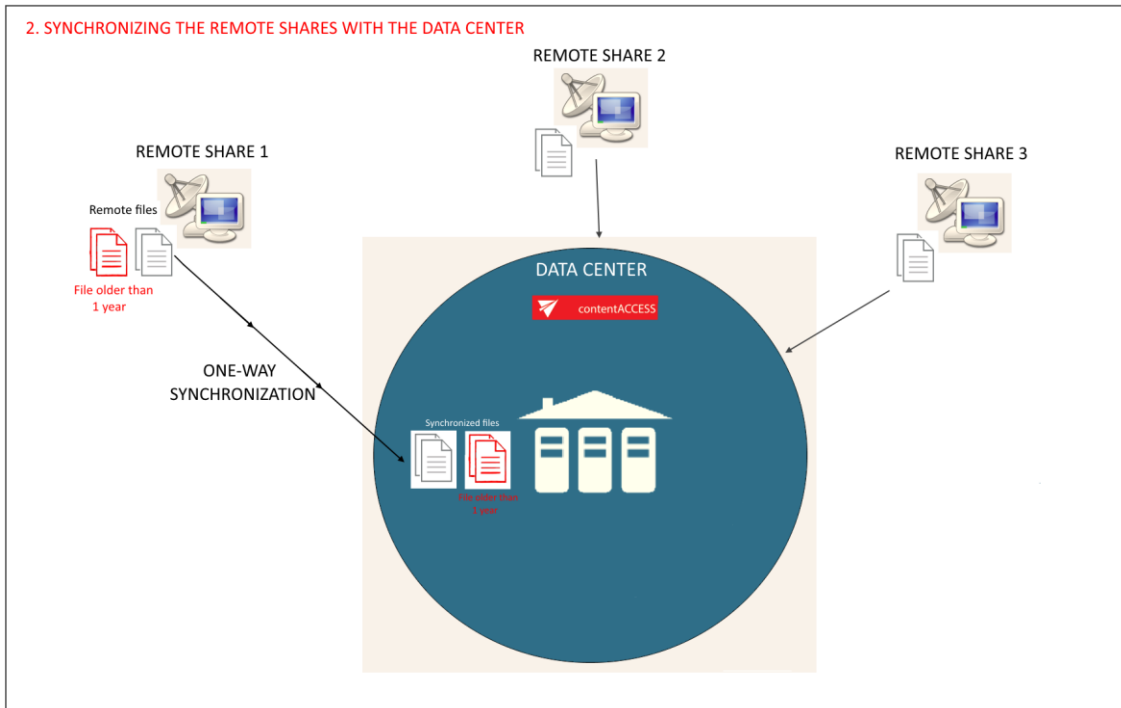 2. SYNCHRONIZING THE REMOTE SHARES WITH THE DATA CENTER
REMOTE SHARE 2
REMOTE SHARE 1
REMOTE SHARE 3
Remote files
File older than
1 year
DATA CENTER
contentACCESS
ONE-WAY
SYNCHRONIZATION
Synchronized files
File older than
1 year